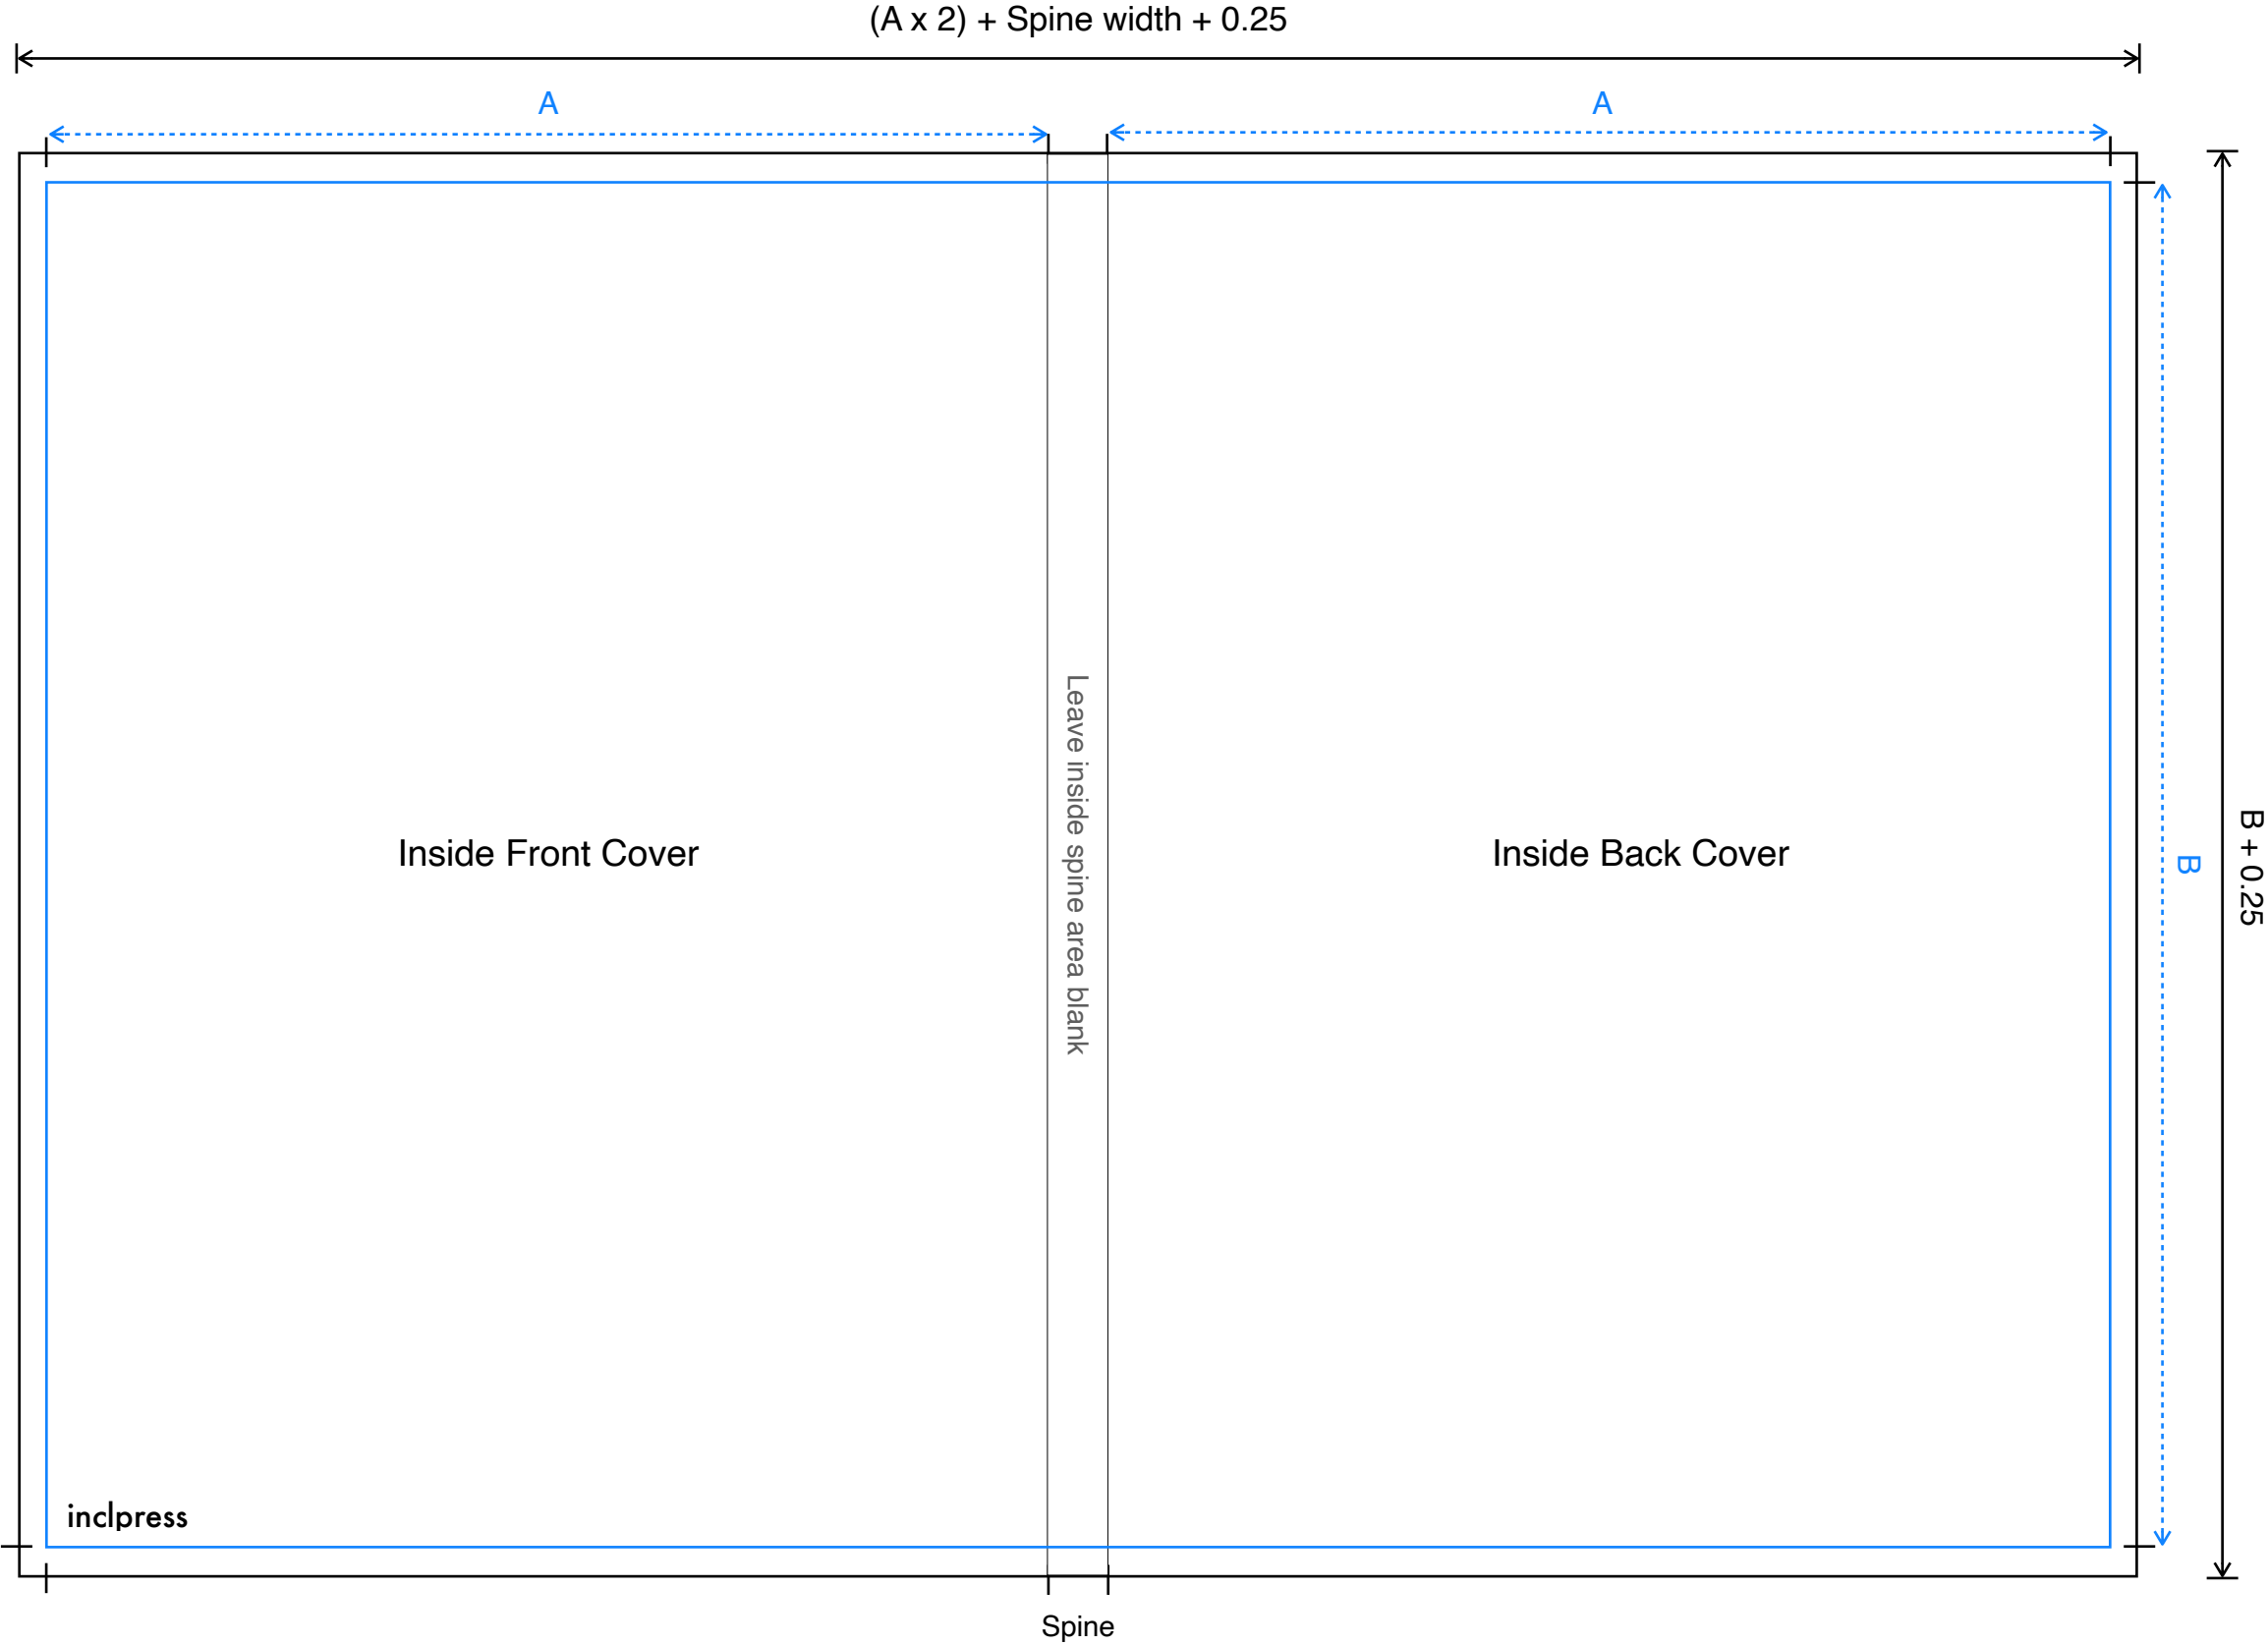 (A x 2) + Spine width + 0.25
A
A
Leave inside spine area blank
Inside Front Cover
Inside Back Cover
B
B + 0.25
inclpress
Spine